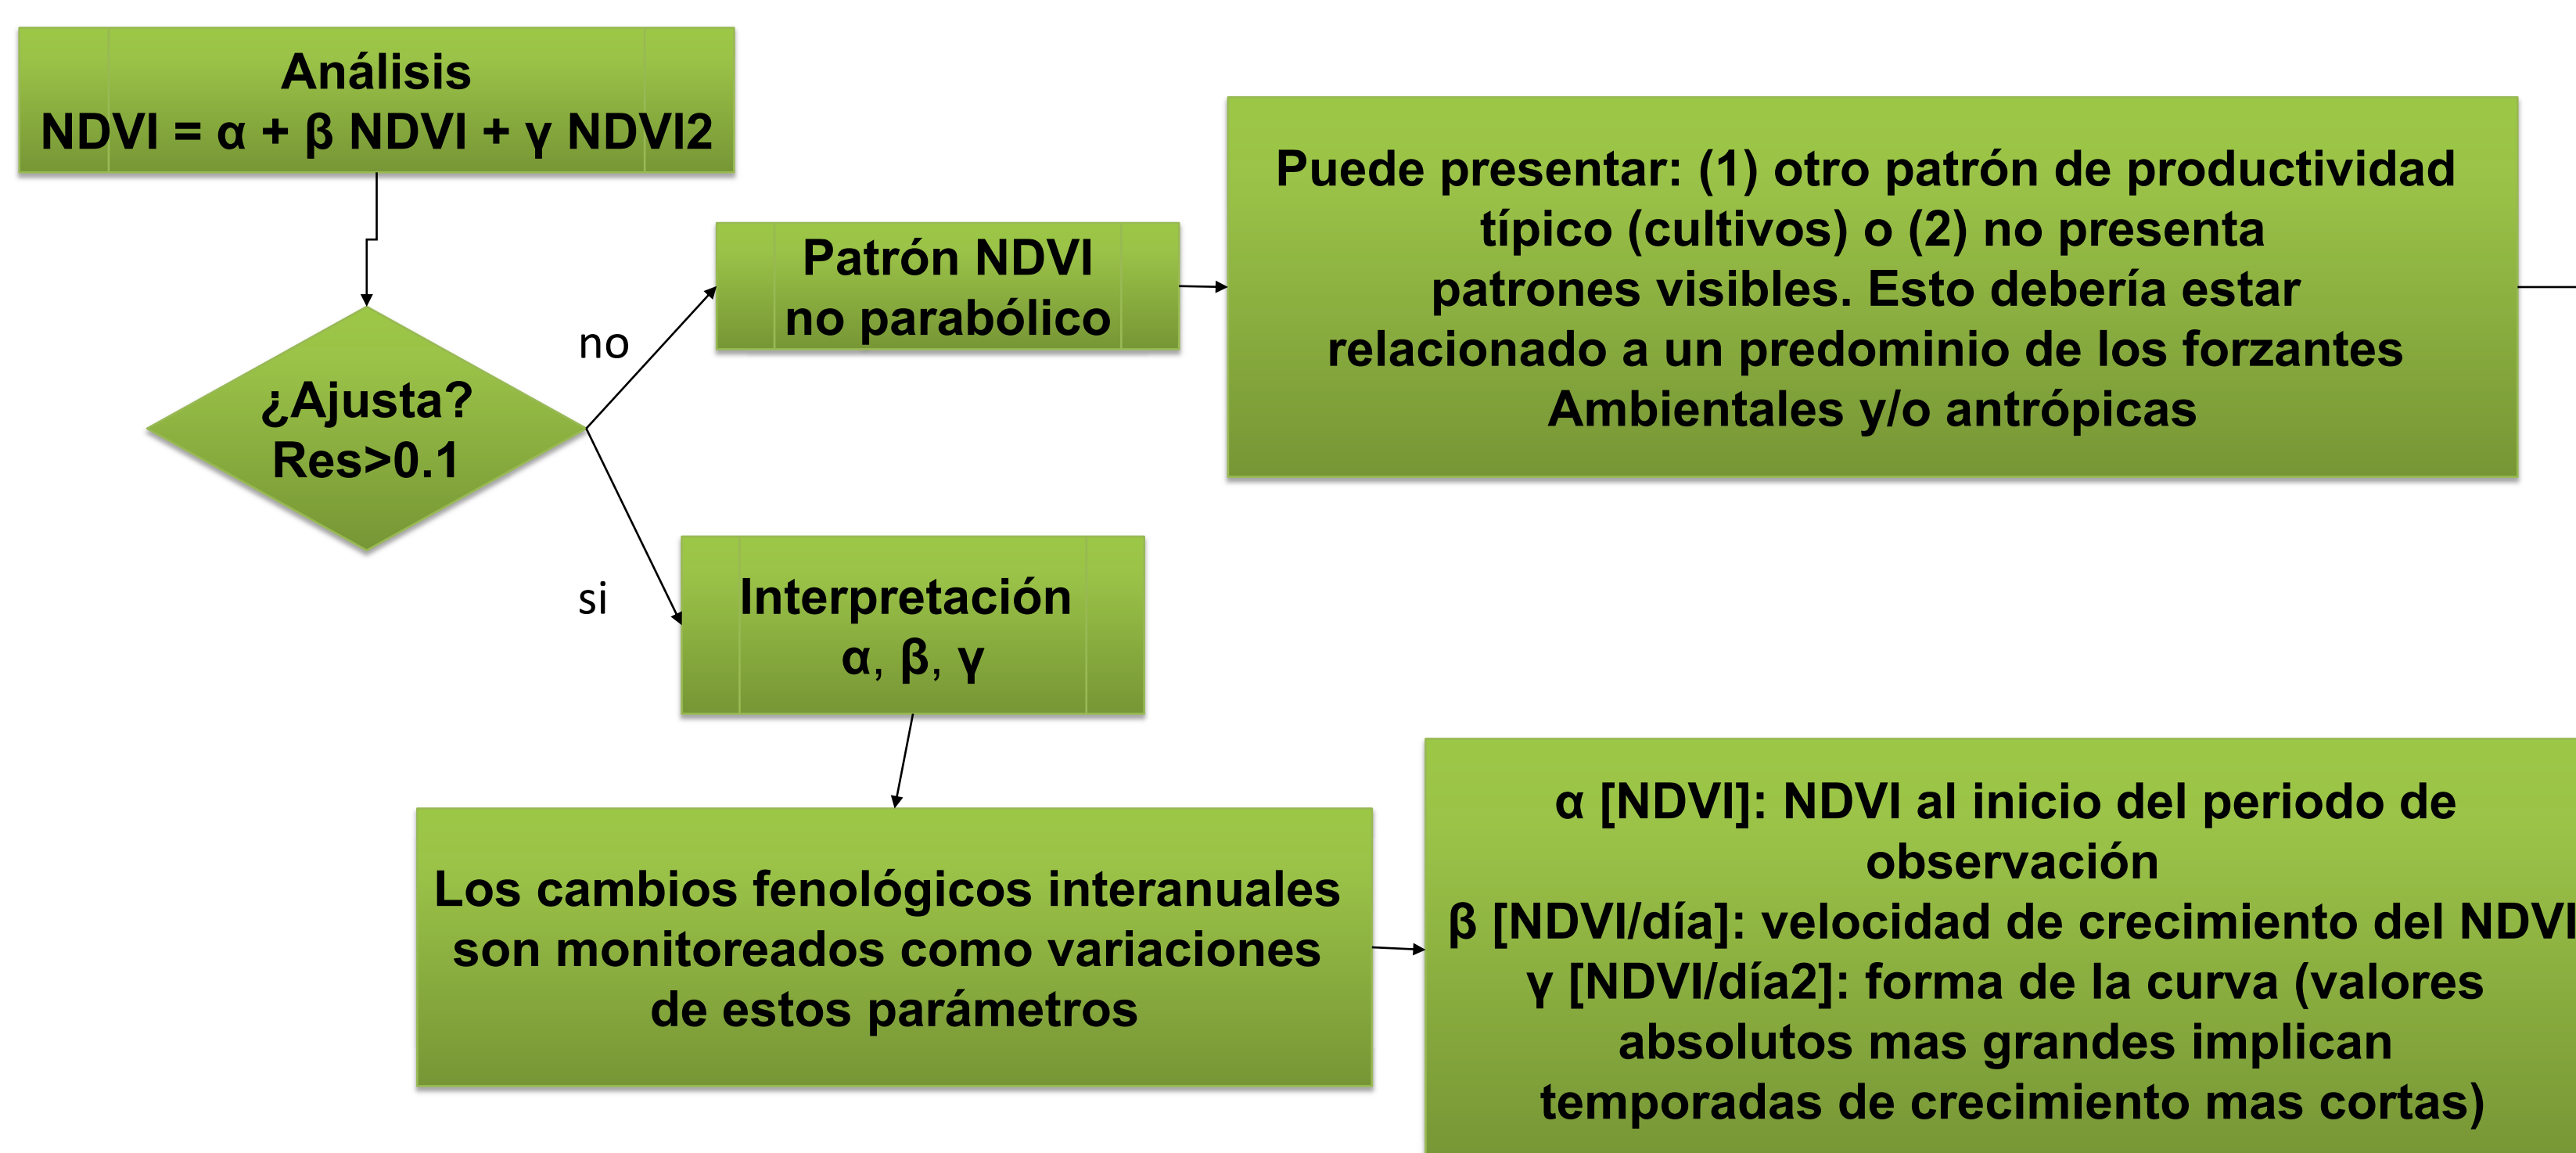 Análisis
NDVI = α + β NDVI + γ NDVI2
Puede presentar: (1) otro patrón de productividad
típico (cultivos) o (2) no presenta
patrones visibles. Esto debería estar
relacionado a un predominio de los forzantes
Ambientales y/o antrópicas
Patrón NDVI
no parabólico
no
¿Ajusta?
Res>0.1
si
Interpretación
α, β, γ
Los cambios fenológicos interanuales
son monitoreados como variaciones
de estos parámetros
α [NDVI]: NDVI al inicio del periodo de
observación
β [NDVI/día]: velocidad de crecimiento del NDVI
γ [NDVI/día2]: forma de la curva (valores
absolutos mas grandes implican
temporadas de crecimiento mas cortas)